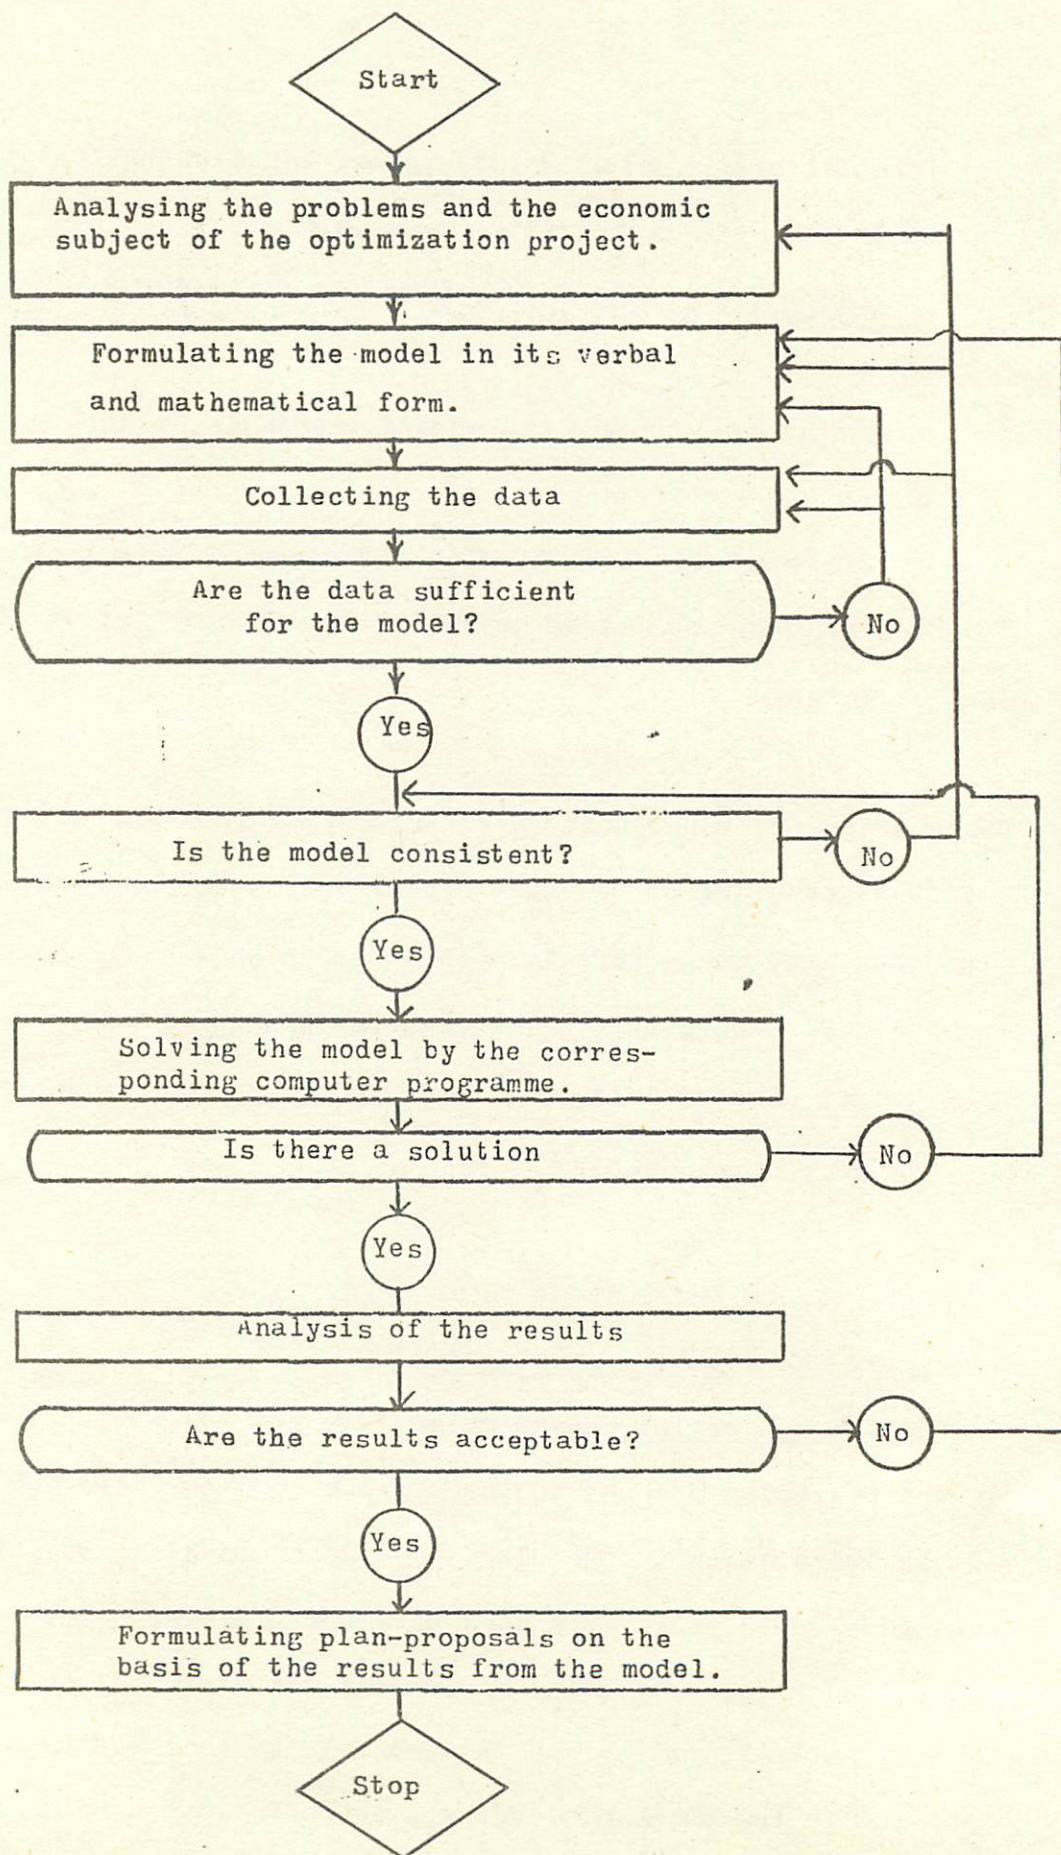 Start
Analysing the problems and the economic
subject of the optimization project.
Formulating the model in its verbal
and mathematical form.
Collecting the data
Are the data sufficient
for the model?
No
Yes
Is the model consistent?
No
Yes
Solving the model by the corres-
ponding computer programme.
Is there a solution
No
Yes
Analysis of the results
Are the results acceptable?
No
Yes
Formulating plan-proposals on the
basis of the results from the model.
Stop